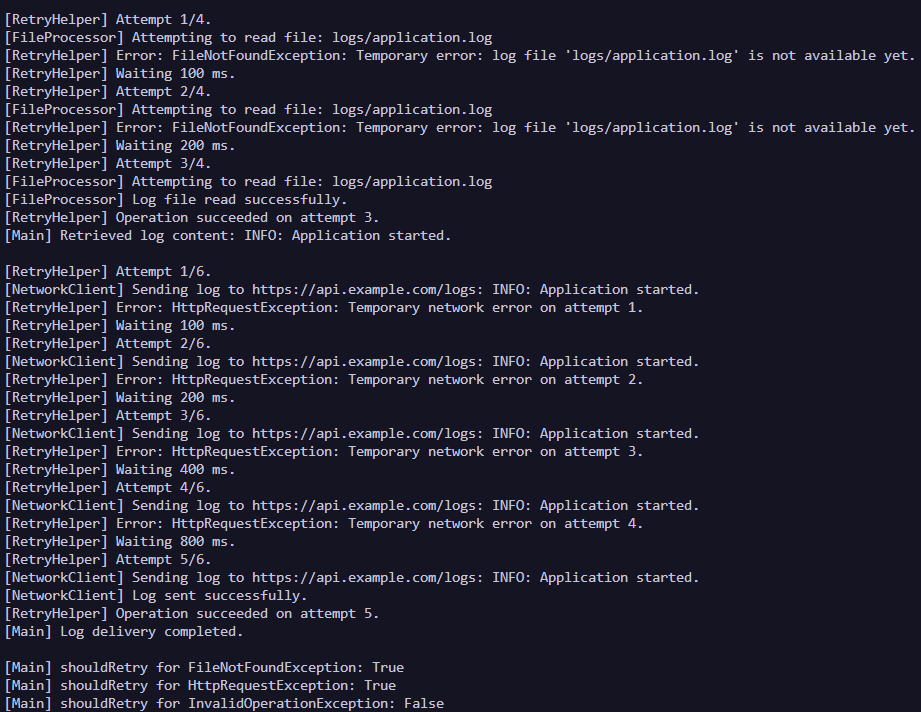 [RetryHelper] Attempt 1/4.
[FileProcessor] Attempting to read file: logs/application.log
[RetryHelper] Error: FileNotFoundException: Temporary error: log file 'logs/application.log' is not available yet.
[RetryHelper] Waiting 100 ms.
[RetryHelper] Attempt 2/4.
[FileProcessor] Attempting to read file: logs/application.log
[RetryHelper] Error: FileNotFoundException: Temporary error: log file 'logs/application.log' is not available yet.
[RetryHelper] Waiting 200 ms.
[RetryHelper] Attempt 3/4.
[FileProcessor] Attempting to read file: logs/application.log
[FileProcessor] Log file read successfully.
[RetryHelper] Operation succeeded on attempt 3.
[Main] Retrieved log content: INFO: Application started.

[RetryHelper] Attempt 1/6.
[NetworkClient] Sending log to https://api.example.com/logs: INFO: Application started.
[RetryHelper] Error: HttpRequestException: Temporary network error on attempt 1.
[RetryHelper] Waiting 100 ms.
[RetryHelper] Attempt 2/6.
[NetworkClient] Sending log to https://api.example.com/logs: INFO: Application started.
[RetryHelper] Error: HttpRequestException: Temporary network error on attempt 2.
[RetryHelper] Waiting 200 ms.
[RetryHelper] Attempt 3/6.
[NetworkClient] Sending log to https://api.example.com/logs: INFO: Application started.
[RetryHelper] Error: HttpRequestException: Temporary network error on attempt 3.
[RetryHelper] Waiting 400 ms.
[RetryHelper] Attempt 4/6.
[NetworkClient] Sending log to https://api.example.com/logs: INFO: Application started.
[RetryHelper] Error: HttpRequestException: Temporary network error on attempt 4.
[RetryHelper] Waiting 800 ms.
[RetryHelper] Attempt 5/6.
[NetworkClient] Sending log to https://api.example.com/logs: INFO: Application started.
[NetworkClient] Log sent successfully.
[RetryHelper] Operation succeeded on attempt 5.
[Main] Log delivery completed.

[Main] shouldRetry for FileNotFoundException: True
[Main] shouldRetry for HttpRequestException: True
[Main] shouldRetry for InvalidOperationException: False